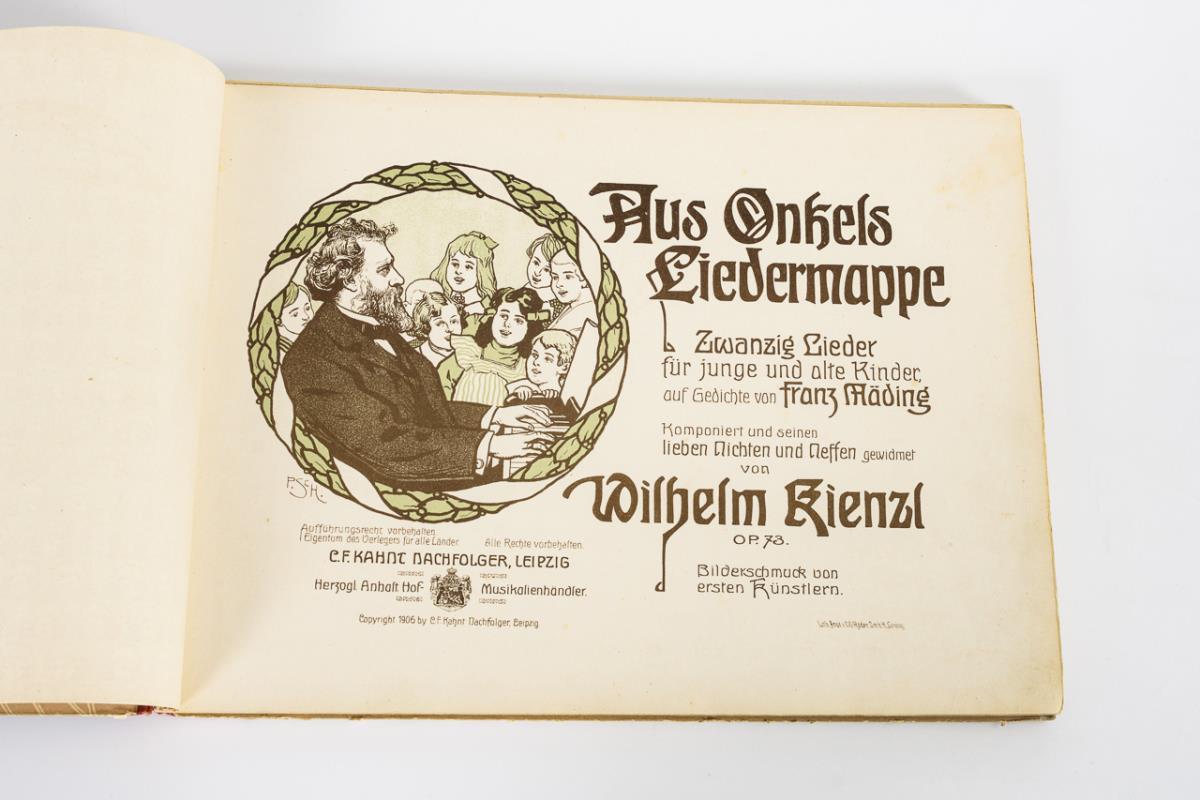 Aus Onkels
Liedermappe
Zwanzig Lieder
für junge und alte Kinder,
auf Gedichte von Franz Mäding
Komponiert und seinen
lieben Nichten und Neffen gewidmet
von
Wilhelm Kienzl
OP. 73.
Bilderschmuck von
ersten Künstlern.
P. Sch.
Aufführungsrecht vorbehalten.
Eigentum des Verlegers für alle Länder. Alle Rechte vorbehalten.
C.F. KAHNT NACHFOLGER, LEIPZIG
Herzogl. Anhalt Hof- Musikalienhändler.
Copyright 1906 by C.F. Kahnt Nachfolger, Leipzig